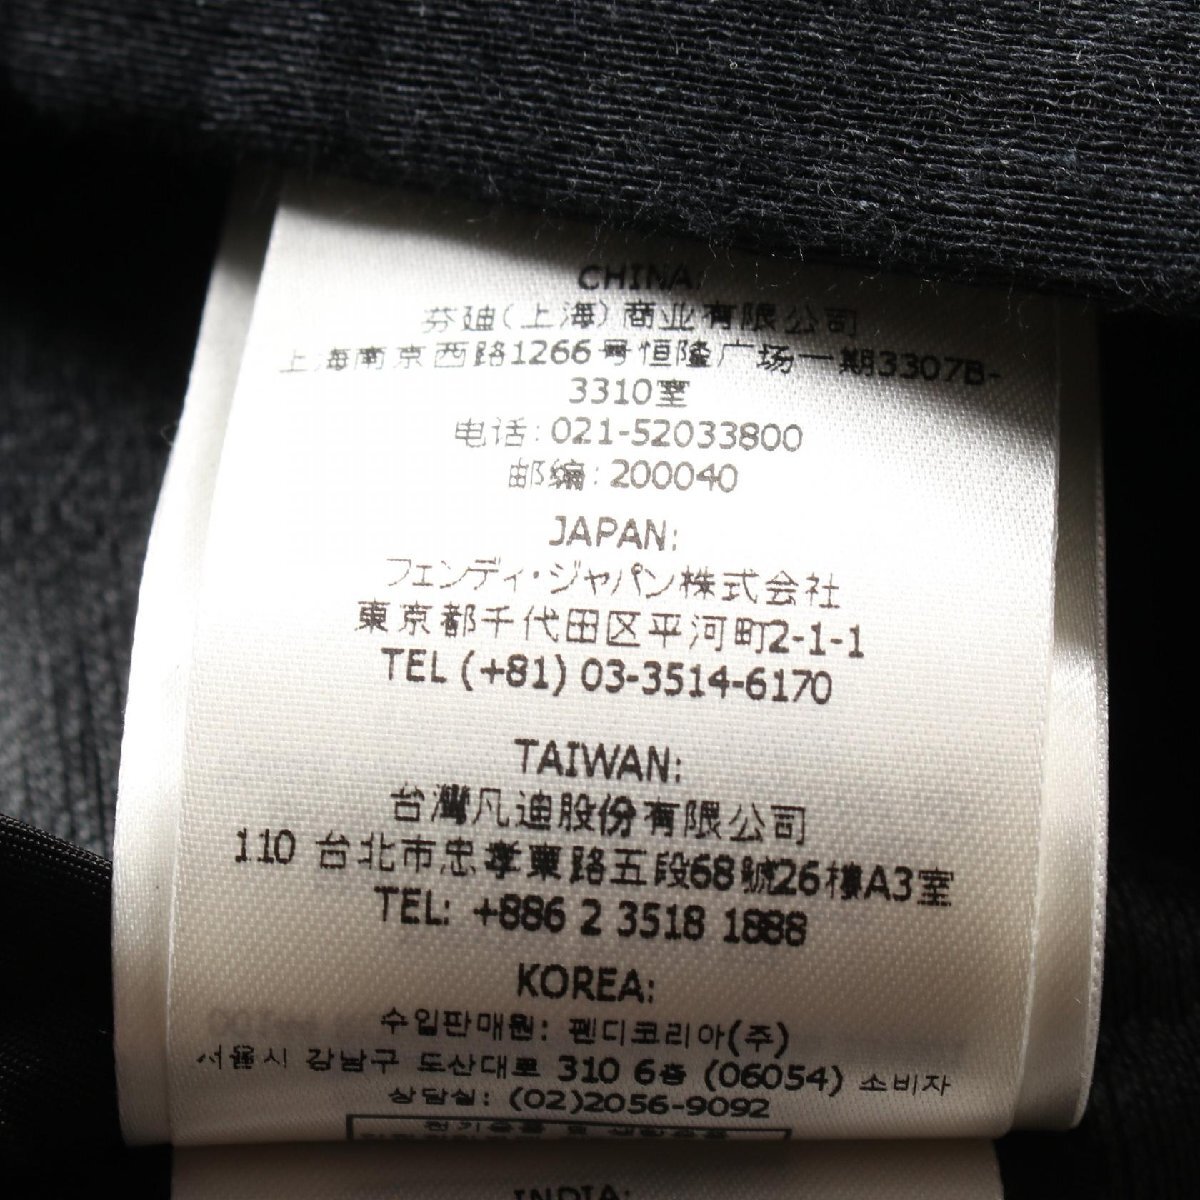 CHINA:
芬迪(上海)商业有限公司
上海南京西路1266号恒隆广场一期3307B-
3310室
电话: 021-52033800
邮编: 200040
JAPAN:
フェンディ・ジャパン株式会社
東京都千代田区平河町2-1-1
TEL (+81) 03-3514-6170
TAIWAN:
台灣凡迪股份有限公司
110 台北市忠孝東路五段68號26樓A3室
TEL: +886 2 3518 1888
KOREA:
수입판매원: 펜디코리아(주)
서울시 강남구 도산대로 310 6층 (06054) 소비자
상담실: (02)2056-9092
INDIA: